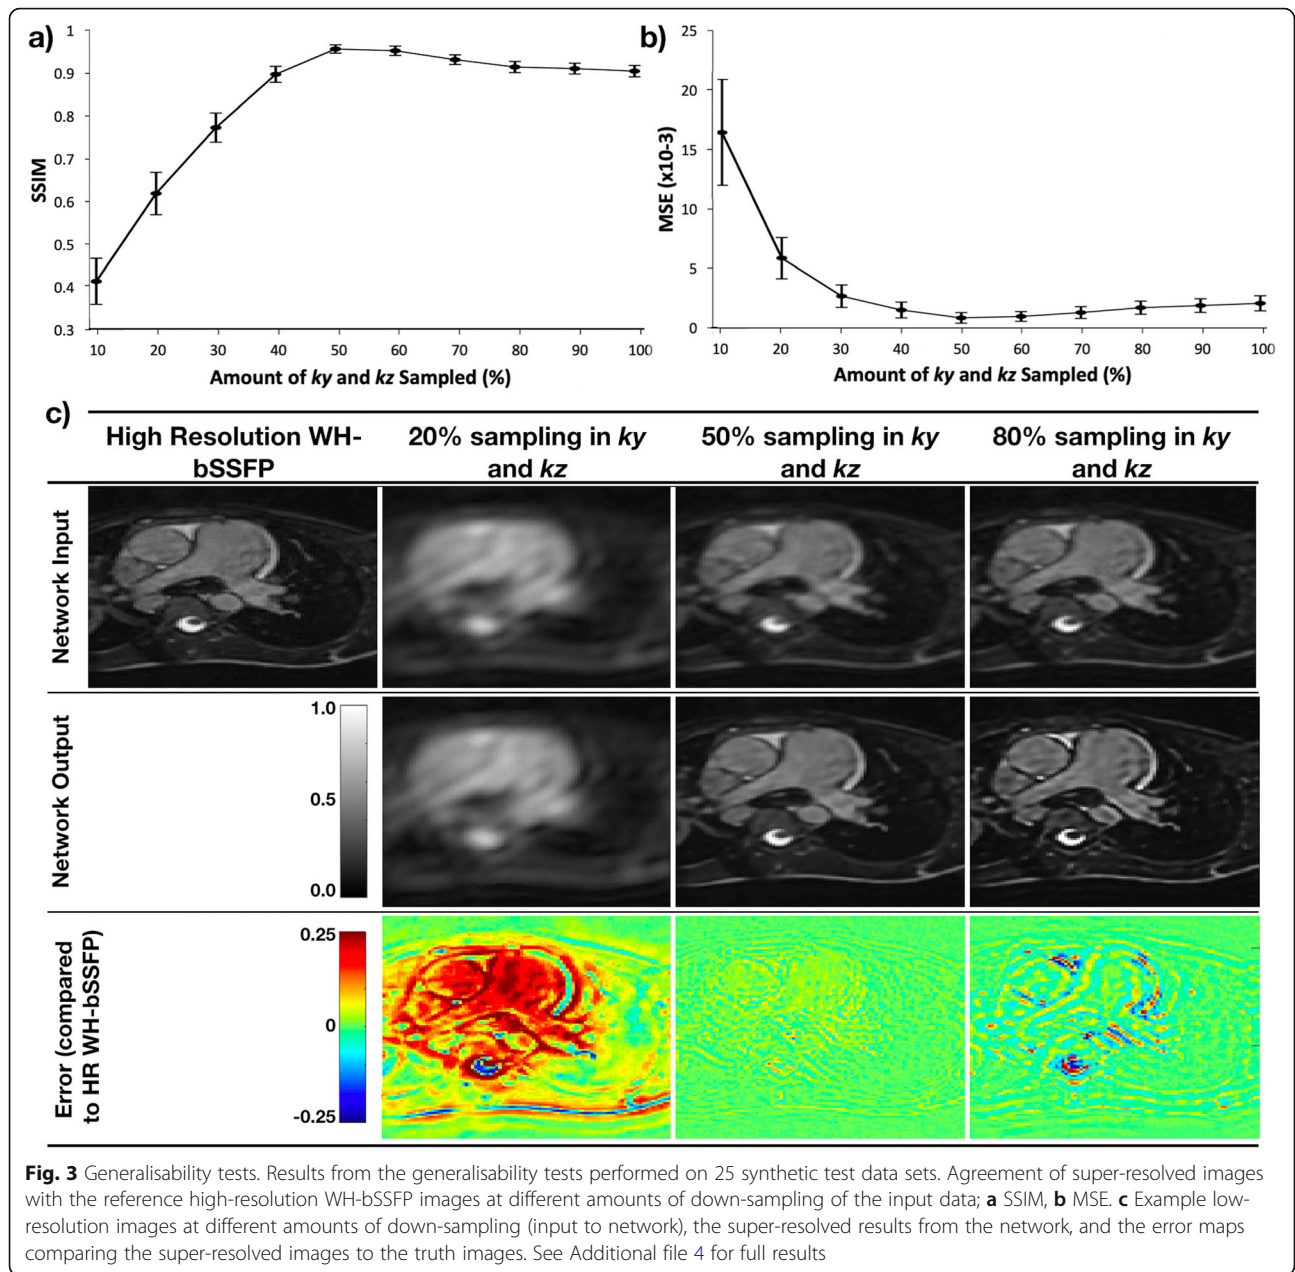 a)
1
0.9
0.8
0.7
0.6
0.5
0.4
0.3
SSIM
10 20 30 40 50 60 70 80 90 100
Amount of ky and kz Sampled (%)
b)
25
20
15
10
5
0
MSE (x10-3)
10 20 30 40 50 60 70 80 90 100
Amount of ky and kz Sampled (%)
c)
High Resolution WH-
bSSFP
20% sampling in ky
and kz
50% sampling in ky
and kz
80% sampling in ky
and kz
Network Input
Network Output
1.0
0.5
0.0
Error (compared
to HR WH-bSSFP)
0.25
0
-0.25
Fig. 3 Generalisability tests. Results from the generalisability tests performed on 25 synthetic test data sets. Agreement of super-resolved images
with the reference high-resolution WH-bSSFP images at different amounts of down-sampling of the input data; a SSIM, b MSE. c Example low-
resolution images at different amounts of down-sampling (input to network), the super-resolved results from the network, and the error maps
comparing the super-resolved images to the truth images. See Additional file 4 for full results